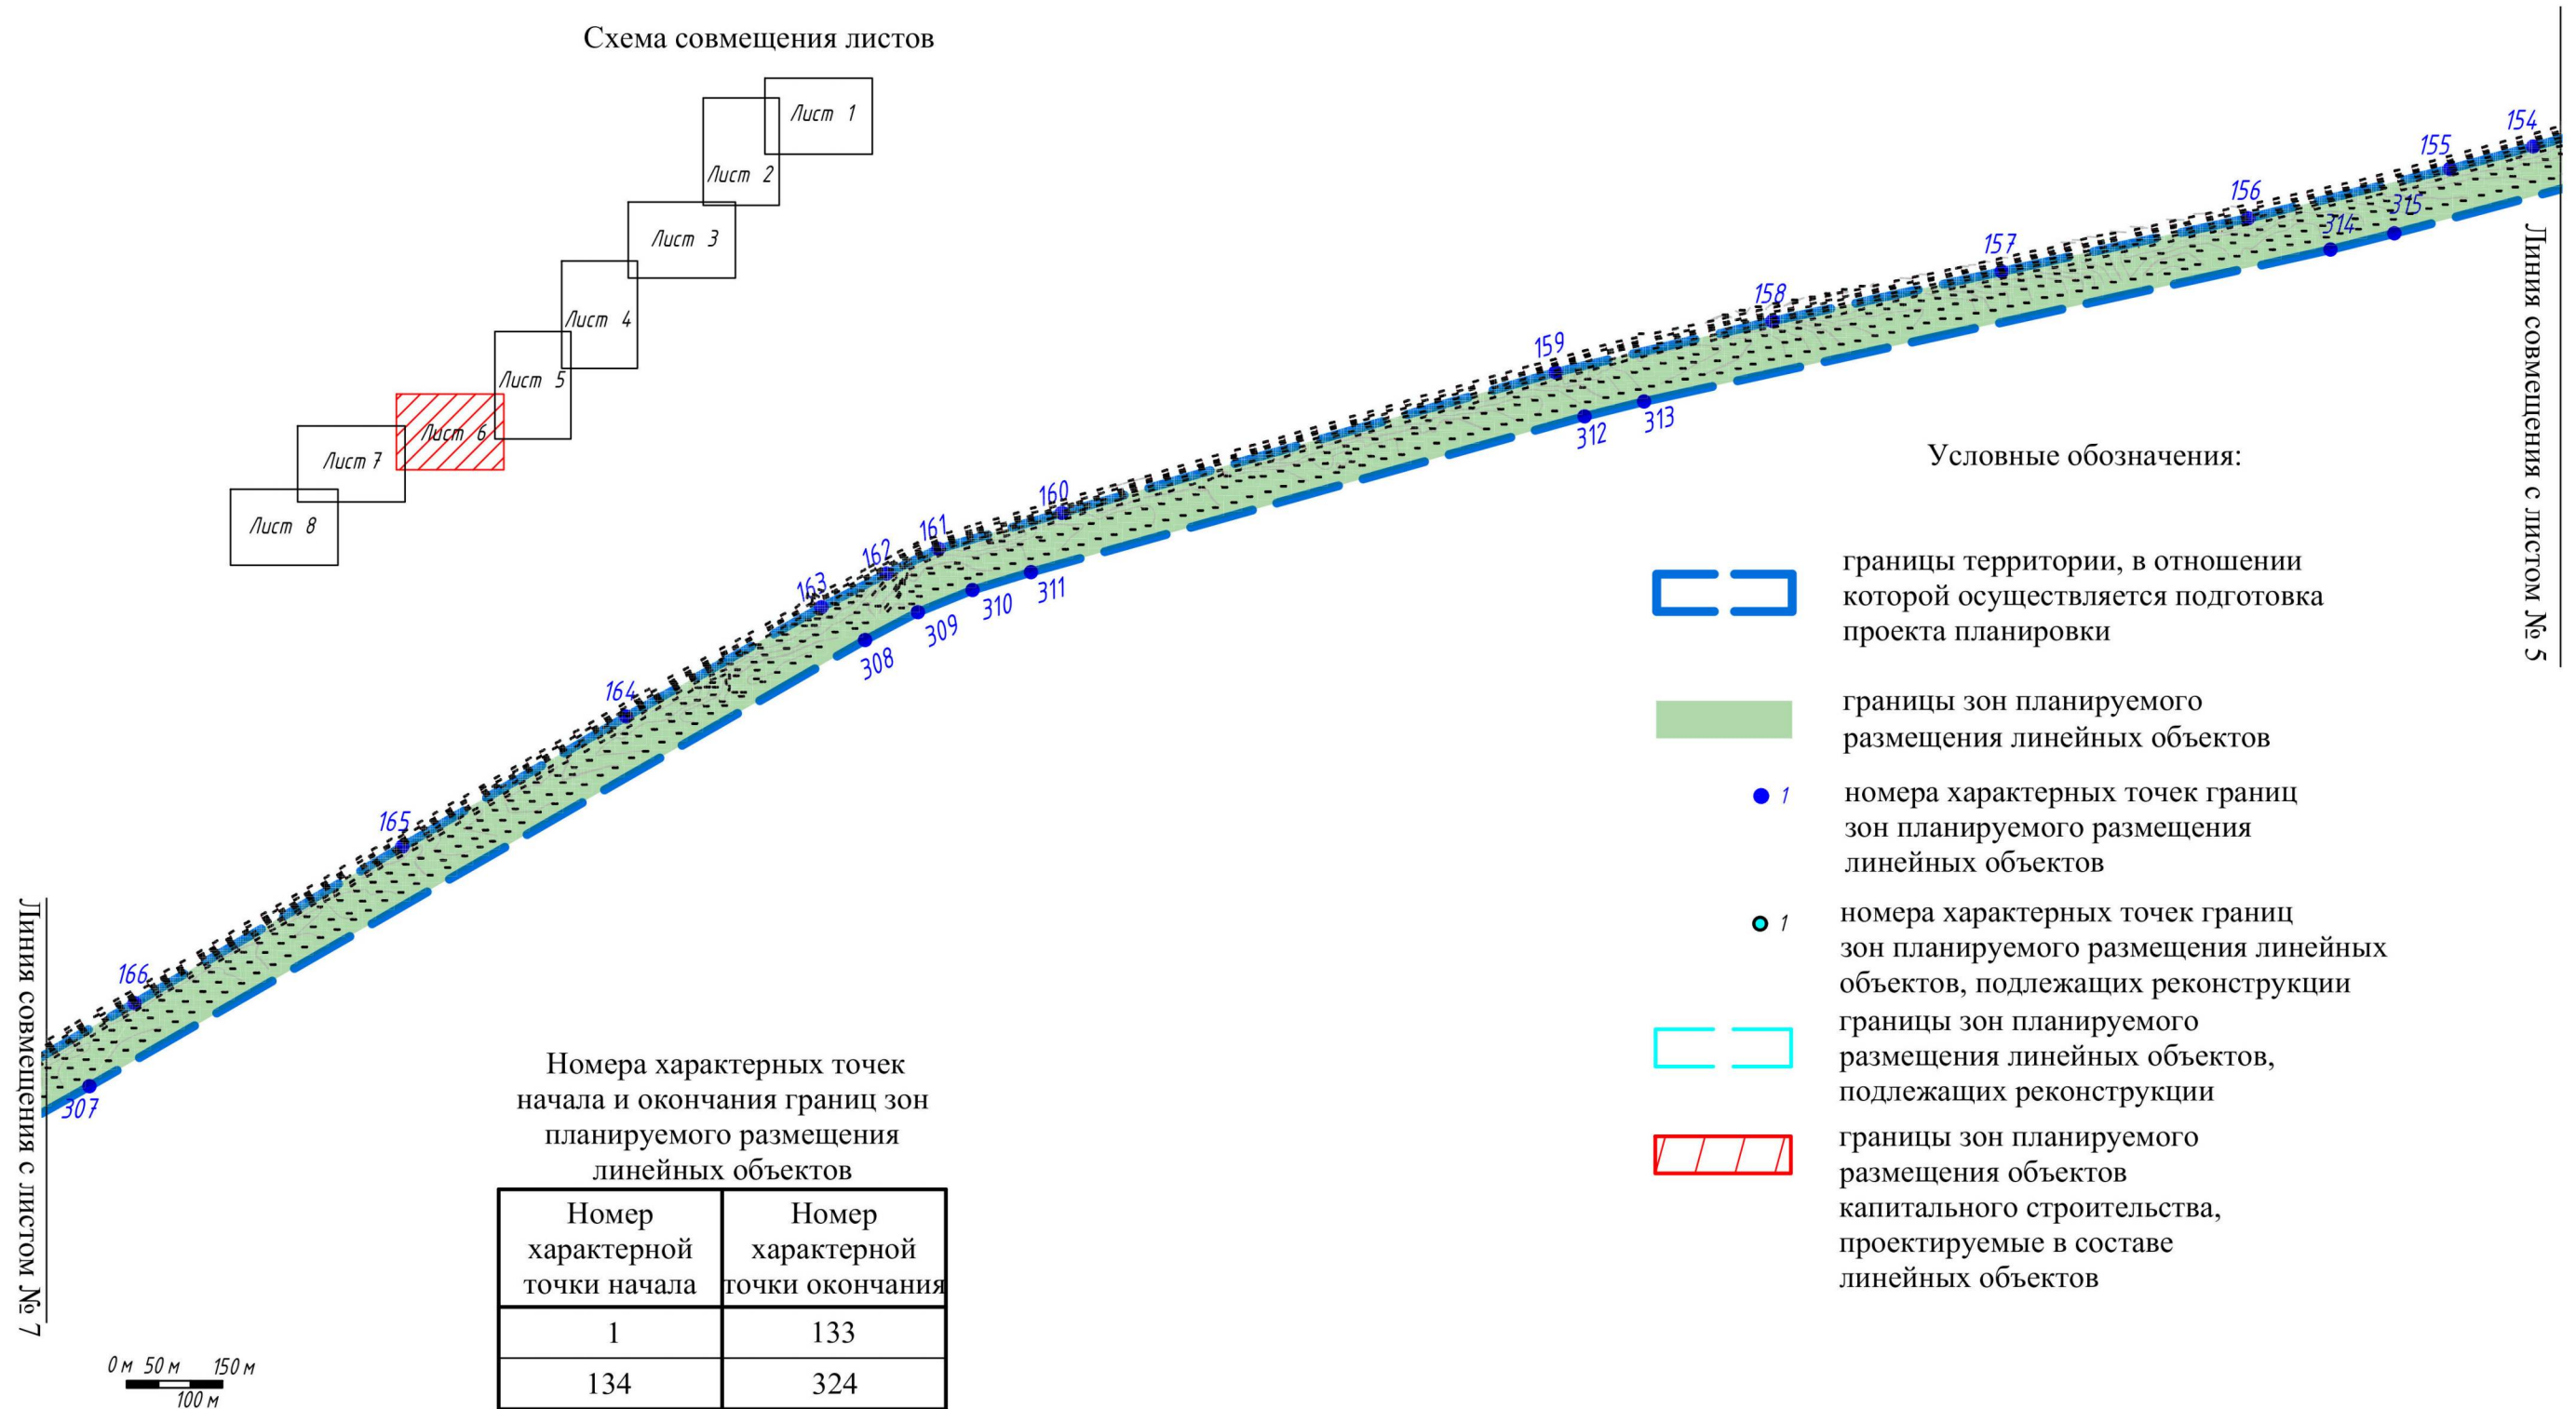 Схема совмещения листов
Лист 1
Лист 2
Лист 3
Лист 4
Лист 5
Лист 6
Лист 7
Лист 8
154
155
156
157
158
159
160
161
162
163
164
165
166
315
314
313
312
311
310
309
308
307
Линия совмещения с листом № 5
Линия совмещения с листом № 7
Условные обозначения:
границы территории, в отношении
которой осуществляется подготовка
проекта планировки
границы зон планируемого
размещения линейных объектов
1
номера характерных точек границ
зон планируемого размещения
линейных объектов
1
номера характерных точек границ
зон планируемого размещения линейных
объектов, подлежащих реконструкции
границы зон планируемого
размещения линейных объектов,
подлежащих реконструкции
границы зон планируемого
размещения объектов
капитального строительства,
проектируемые в составе
линейных объектов
Номера характерных точек
начала и окончания границ зон
планируемого размещения
линейных объектов
Номер
характерной
точки начала
Номер
характерной
точки окончания
1
133
134
324
0 м 50 м 150 м
100 м